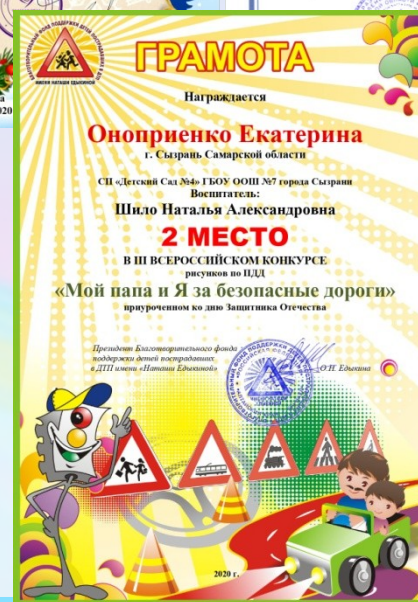 ГРАМОТА
Награждается
Оноприенко Екатерина
г. Сызрань Самарской области
СП «Детский Сад №4» ГБОУ ООШ №7 города Сызрани
Воспитатель:
Шило Наталья Александровна
2 МЕСТО
В III ВСЕРОССИЙСКОМ КОНКУРСЕ
рисунков по ПДД
«Мой папа и Я за безопасные дороги»
приуроченном ко дню Защитника Отечества
Президент Благотворительного фонда
поддержки детей пострадавших
в ДТП имени «Наташи Едыкиной»
О.Н. Едыкина
2020 г.